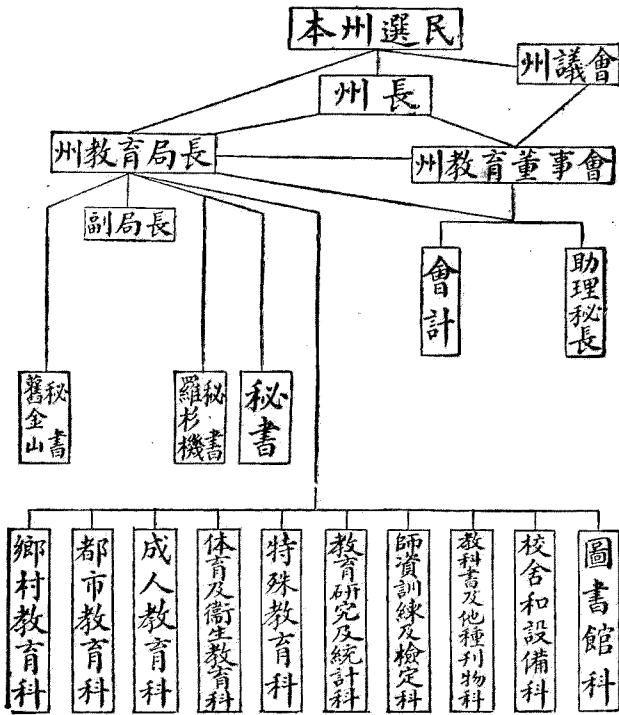 本州選民
州議會
州長
州教育局長
州教育董事會
副局長
會計
助理秘長
秘書
舊金山
秘書
羅杉機
秘書
鄉村教育科
都市教育科
成人教育科
体育及衞生教育科
特殊教育科
教育研究及統計科
師濆訓練及檢定科
教科書及他種刋物科
校舍和設備科
圖書館科